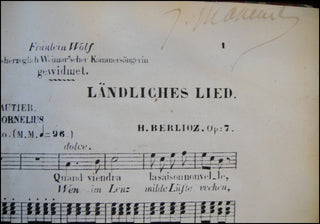 Fräulein Wolf
herzoglich Weimar'scher Kammersängerin
gewidmet.
1
LÄNDLICHES LIED.
AUTIER.
ORNELIUS
o. (M.M. ♩=96.)
H. BERLIOZ. Op: 7.
dolce.
Quand viendra la saison nouvel_le,
Wenn im Lenz milde Lüfte wehen,